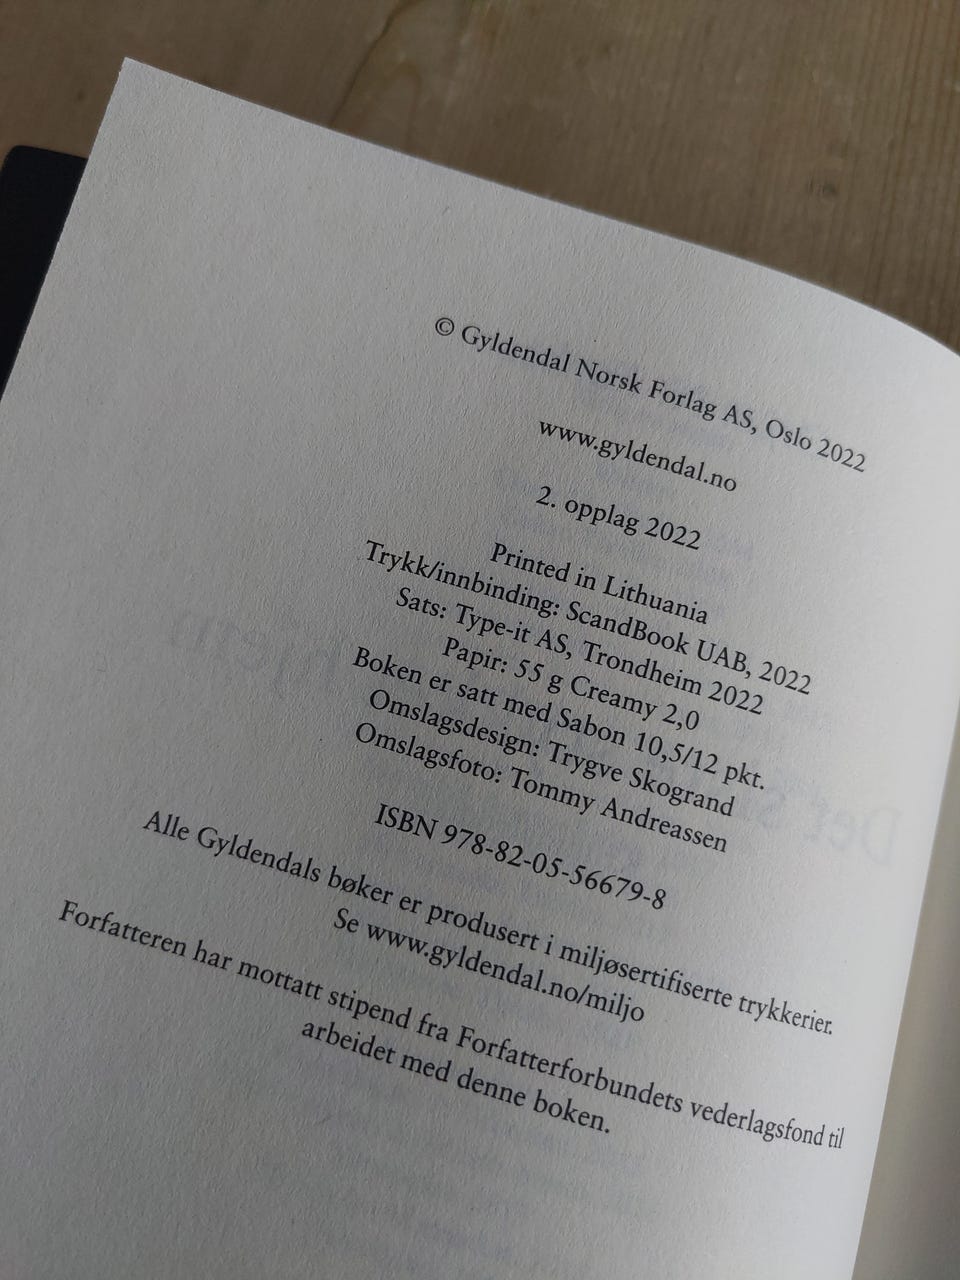 © Gyldendal Norsk Forlag AS, Oslo 2022
www.gyldendal.no
2. opplag 2022
Printed in Lithuania
Trykk/innbinding: ScandBook UAB, 2022
Sats: Type-it AS, Trondheim 2022
Papir: 55 g Creamy 2,0
Boken er satt med Sabon 10,5/12 pkt.
Omslagsdesign: Trygve Skogrand
Omslagsfoto: Tommy Andreassen
ISBN 978-82-05-56679-8
Alle Gyldendals bøker er produsert i miljøsertifiserte trykkerier.
Se www.gyldendal.no/miljo
Forfatteren har mottatt stipend fra Forfatterforbundets vederlagsfond til
arbeidet med denne boken.